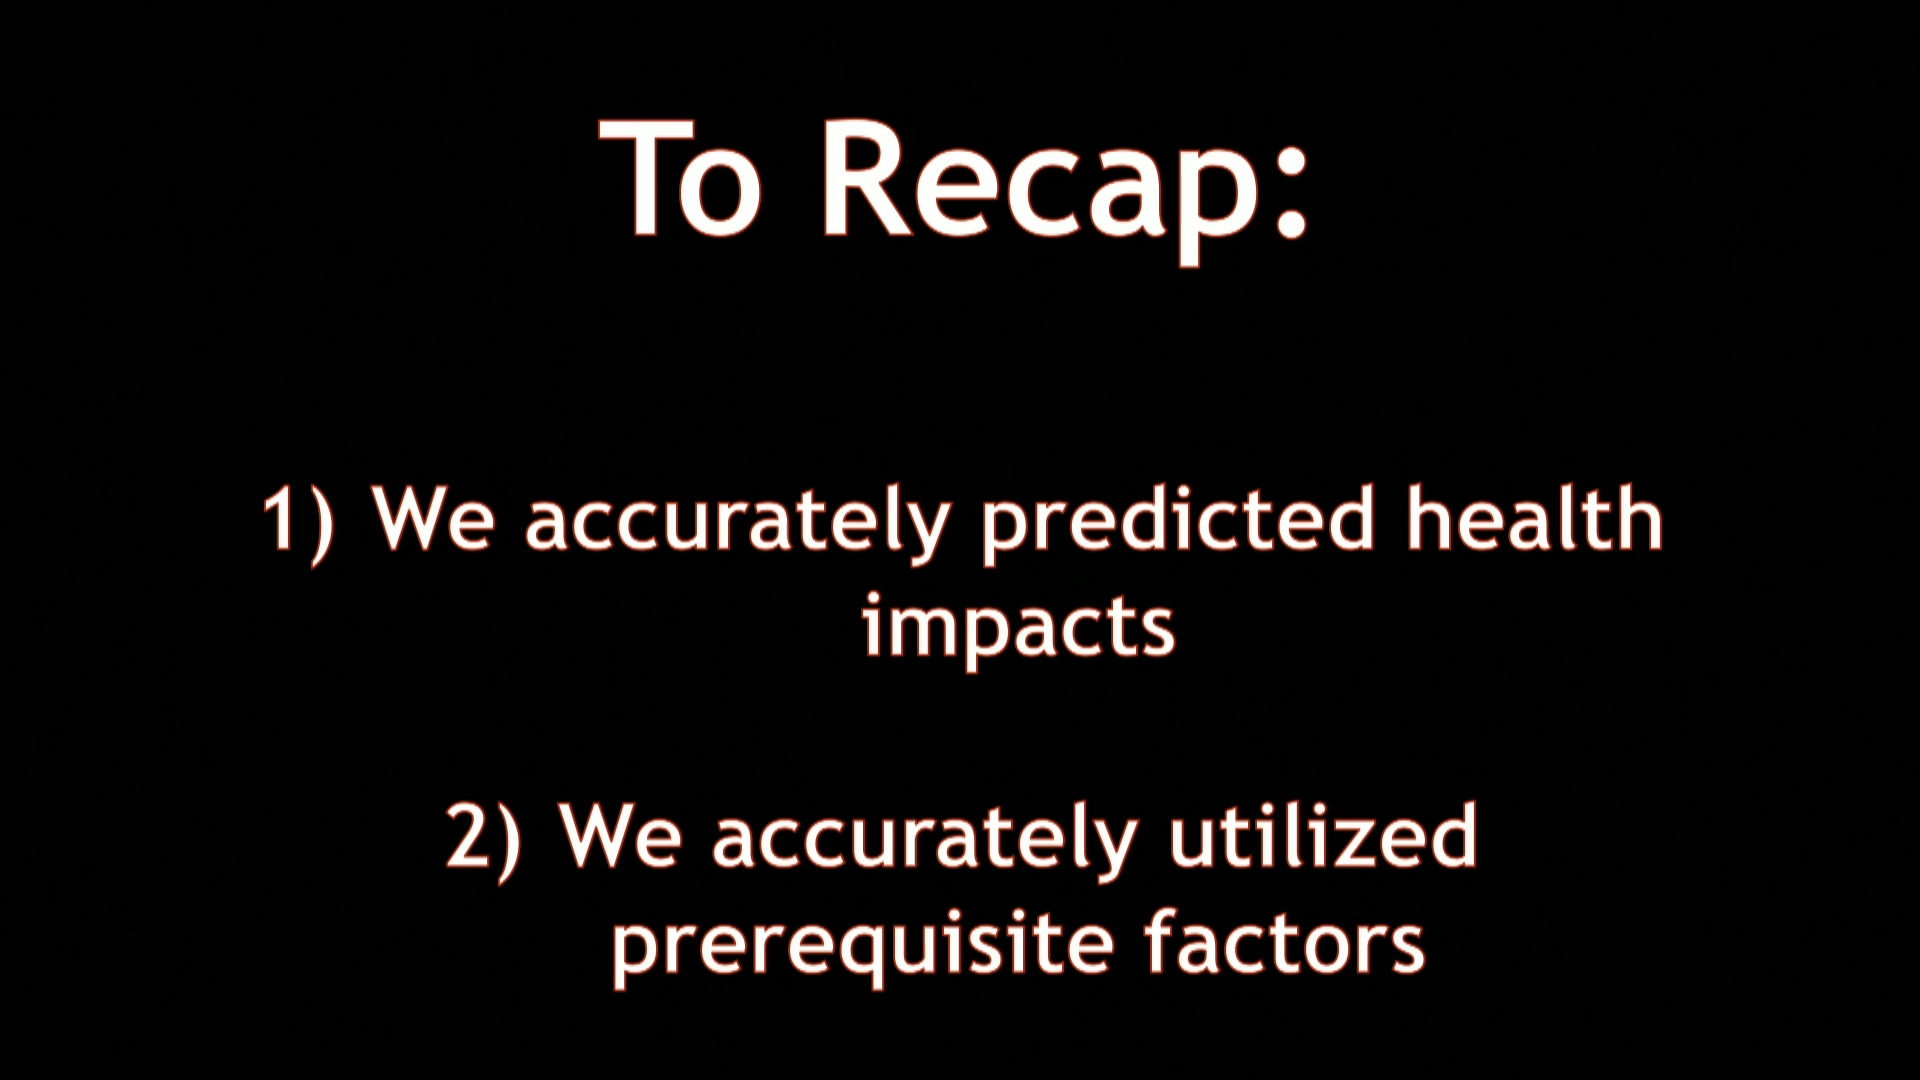 To Recap:
1) We accurately predicted health
impacts
2) We accurately utilized
prerequisite factors